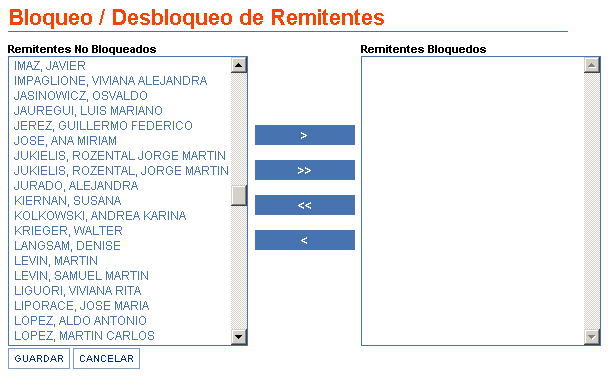 Bloqueo / Desbloqueo de Remitentes
Remitentes No Bloqueados
Remitentes Bloquedos
IMAZ, JAVIER
IMPAGLIONE, VIVIANA ALEJANDRA
JASINOWICZ, OSVALDO
JAUREGUI, LUIS MARIANO
JEREZ, GUILLERMO FEDERICO
JOSE, ANA MIRIAM
JUKIELIS, ROZENTAL JORGE MARTIN
JUKIELIS, ROZENTAL, JORGE MARTIN
JURADO, ALEJANDRA
KIERNAN, SUSANA
KOLKOWSKI, ANDREA KARINA
KRIEGER, WALTER
LANGSAM, DENISE
LEVIN, MARTIN
LEVIN, SAMUEL MARTIN
LIGUORI, VIVIANA RITA
LIPORACE, JOSE MARIA
LOPEZ, ALDO ANTONIO
LOPEZ, MARTIN CARLOS
>
>>
<<
<
GUARDAR
CANCELAR